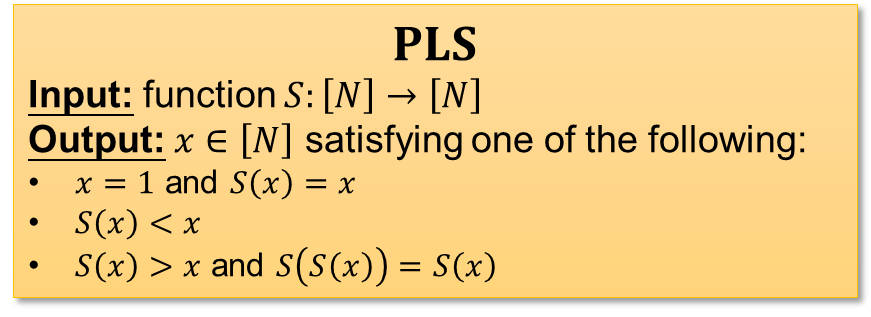 PLS
Input: function S: [N] → [N]
Output: x ∈ [N] satisfying one of the following:
• x = 1 and S(x) = x
• S(x) < x
• S(x) > x and S(S(x)) = S(x)